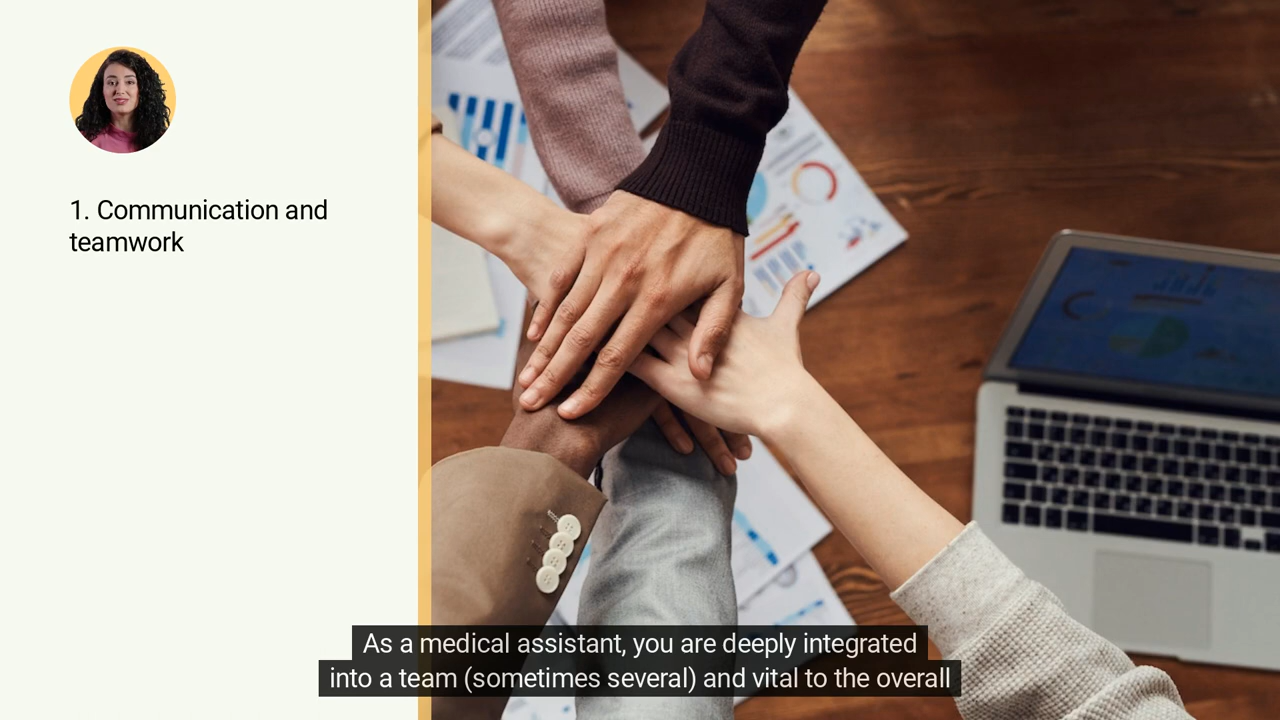 1. Communication and
teamwork
As a medical assistant, you are deeply integrated
into a team (sometimes several) and vital to the overall